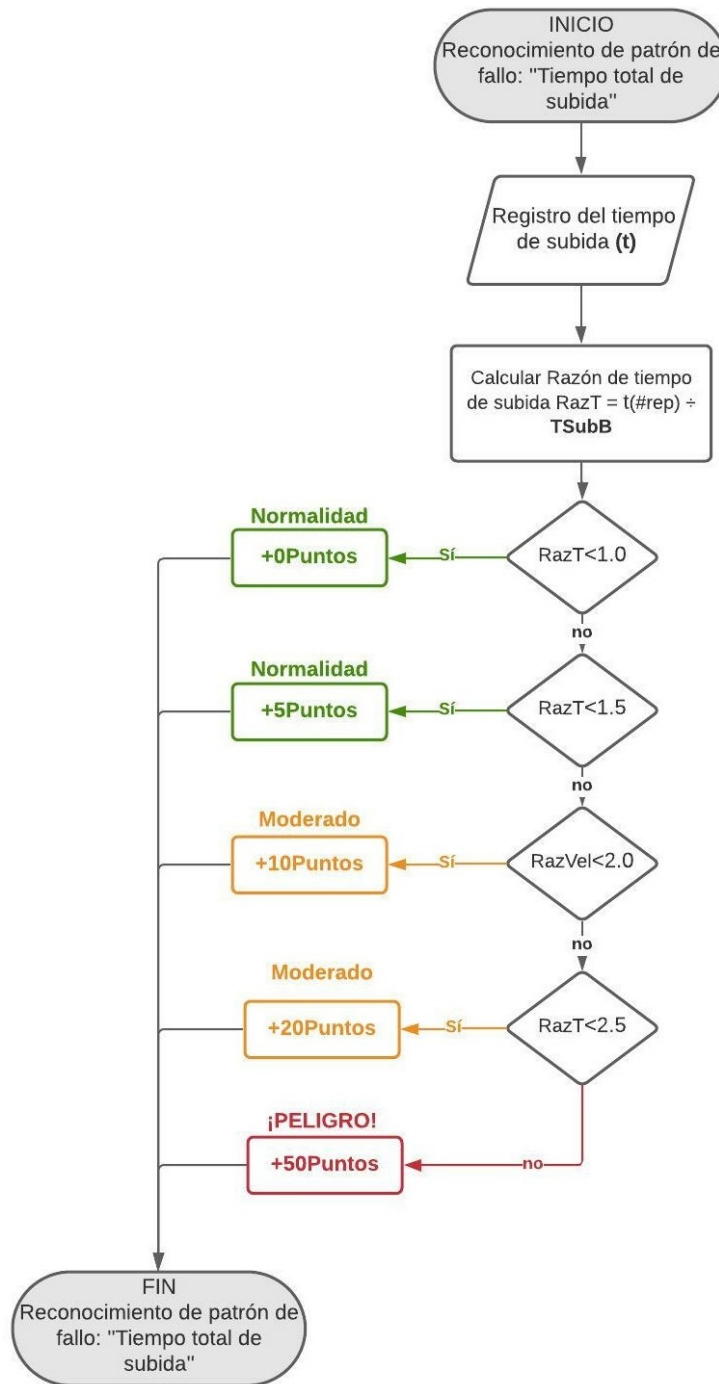 INICIO
Reconocimiento de patrón de
fallo: "Tiempo total de
subida"
Registro del tiempo
de subida (t)
Calcular Razón de tiempo
de subida RazT = t(#rep) ÷
TSubB
Normalidad
+0Puntos
Sí
RazT<1.0
no
Normalidad
+5Puntos
Sí
RazT<1.5
no
Moderado
+10Puntos
Sí
RazVel<2.0
no
Moderado
+20Puntos
Sí
RazT<2.5
¡PELIGRO!
+50Puntos
no
FIN
Reconocimiento de patrón de
fallo: "Tiempo total de
subida"